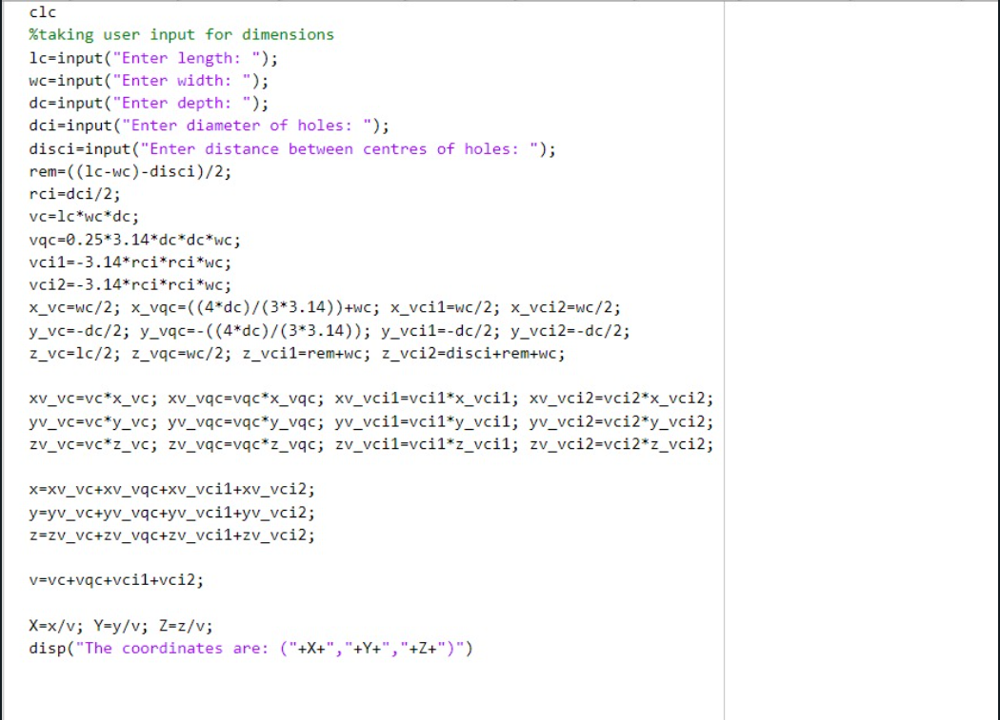 clc
%taking user input for dimensions
lc=input("Enter length: ");
wc=input("Enter width: ");
dc=input("Enter depth: ");
dci=input("Enter diameter of holes: ");
disci=input("Enter distance between centres of holes: ");
rem=((lc-wc)-disci)/2;
rci=dci/2;
vc=lc*wc*dc;
vqc=0.25*3.14*dc*dc*wc;
vci1=-3.14*rci*rci*wc;
vci2=-3.14*rci*rci*wc;
x_vc=wc/2; x_vqc=((4*dc)/(3*3.14))+wc; x_vci1=wc/2; x_vci2=wc/2;
y_vc=-dc/2; y_vqc=-((4*dc)/(3*3.14)); y_vci1=-dc/2; y_vci2=-dc/2;
z_vc=lc/2; z_vqc=wc/2; z_vci1=rem+wc; z_vci2=disci+rem+wc;
xv_vc=vc*x_vc; xv_vqc=vqc*x_vqc; xv_vci1=vci1*x_vci1; xv_vci2=vci2*x_vci2;
yv_vc=vc*y_vc; yv_vqc=vqc*y_vqc; yv_vci1=vci1*y_vci1; yv_vci2=vci2*y_vci2;
zv_vc=vc*z_vc; zv_vqc=vqc*z_vqc; zv_vci1=vci1*z_vci1; zv_vci2=vci2*z_vci2;
x=xv_vc+xv_vqc+xv_vci1+xv_vci2;
y=yv_vc+yv_vqc+yv_vci1+yv_vci2;
z=zv_vc+zv_vqc+zv_vci1+zv_vci2;
v=vc+vqc+vci1+vci2;
X=x/v; Y=y/v; Z=z/v;
disp("The coordinates are: ("+X+","+Y+","+Z+")")